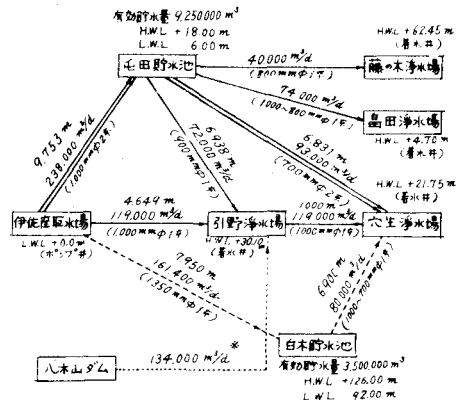 有効貯水量 9,250,000 m³
H.W.L +18.00 m
L.W.L 6.00 m
頓田貯水池
H.W.L +62.45 m
(着水井)
藤の木浄水場
40,000 m³/d
(800mmφ1条)
74,000 m³/d
(1000~800mmφ1条)
畠田浄水場
H.W.L +4.70 m
(着水井)
9,753 m
238,000 m³/d
(1,000mmφ2条)
6,938 m
72,000 m³/d
(900mmφ1条)
6,831 m
93,000 m³/d
(700mmφ2条)
H.W.L +21.75 m
(着水井)
伊佐座取水場
L.W.L +0.0 m
(ポンプ井)
4,649 m
119,000 m³/d
(1,000mmφ1条)
引野浄水場
H.W.L +30.10
(着水井)
1000 m
119,000 m³/d
(1000mmφ1条)
穴生浄水場
7950 m
161,400 m³/d
(1350mmφ1条)
6,900 m
80,000 m³/d
(1000~700mmφ1条)
白木貯水池
有効貯水量 3,500,000 m³
H.W.L +126.00 m
L.W.L 92.00 m
八木山ダム
134,000 m³/d
※